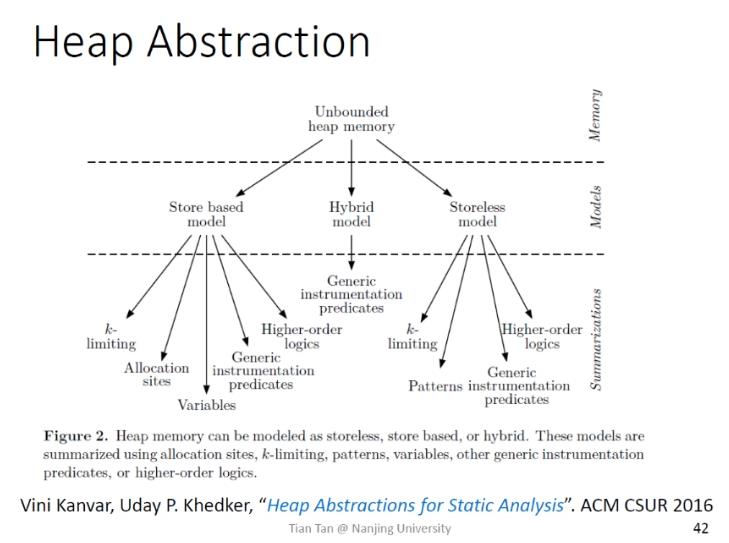 Heap Abstraction
Unbounded
heap memory
Memory
Store based
model
Hybrid
model
Storeless
model
Models
Generic
instrumentation
predicates
k-
limiting
Allocation
sites
Variables
Generic
instrumentation
predicates
Higher-order
logics
k-
limiting
Patterns
Generic
instrumentation
predicates
Higher-order
logics
Summarizations
Figure 2. Heap memory can be modeled as storeless, store based, or hybrid. These models are
summarized using allocation sites, k-limiting, patterns, variables, other generic instrumentation
predicates, or higher-order logics.
Vini Kanvar, Uday P. Khedker, “Heap Abstractions for Static Analysis”. ACM CSUR 2016
Tian Tan @ Nanjing University
42